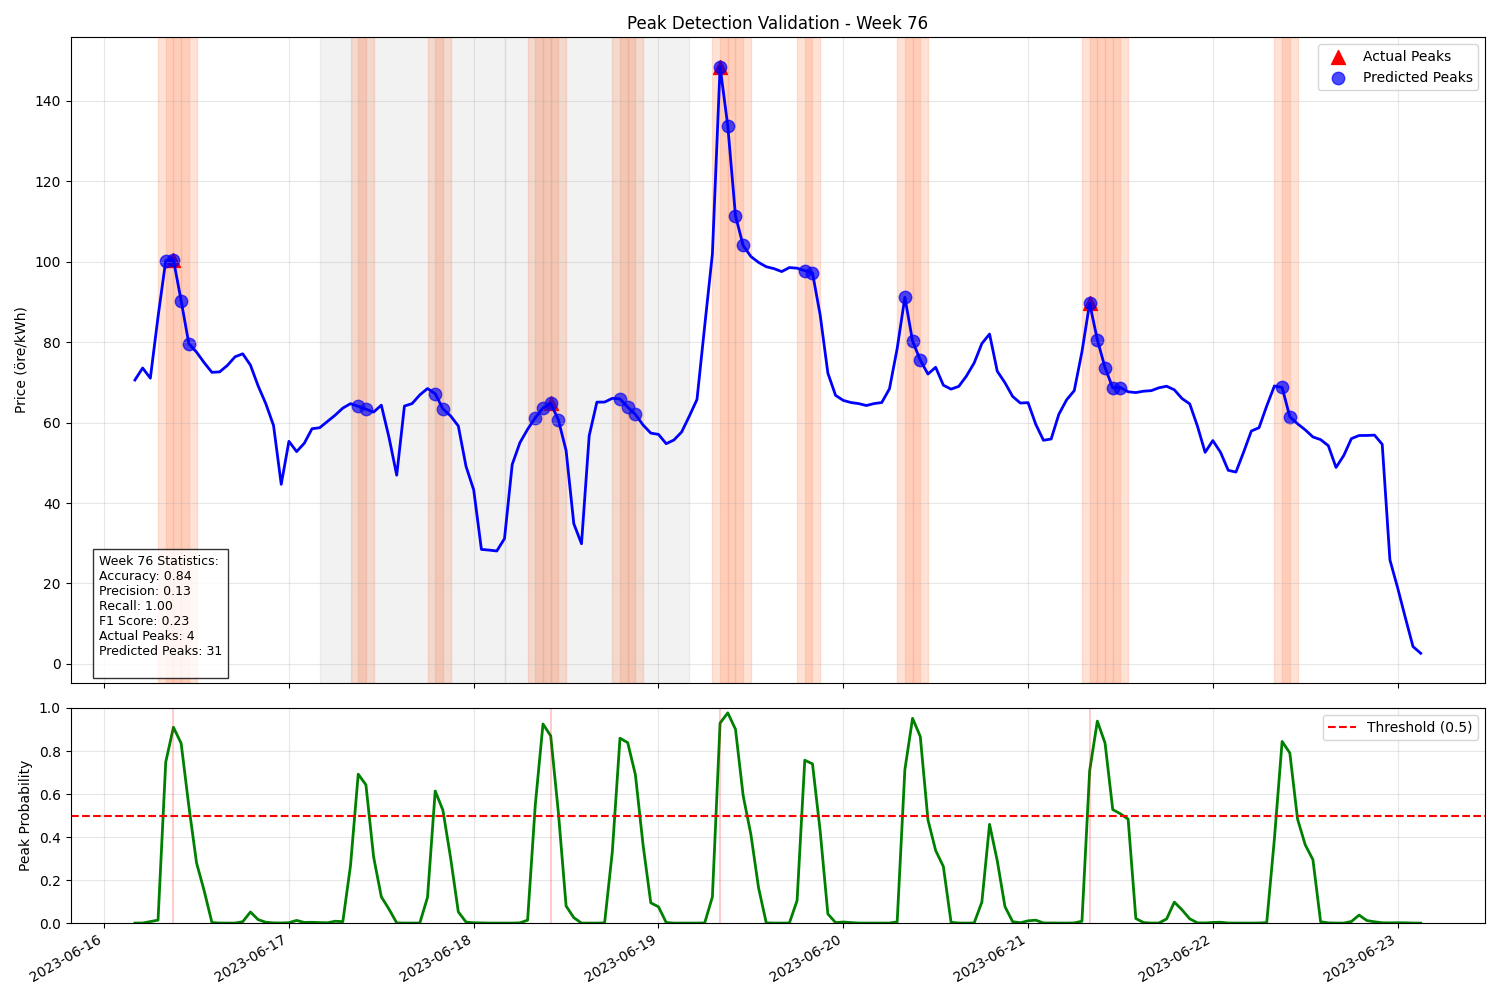 Peak Detection Validation - Week 76
Actual Peaks
Predicted Peaks
Price (öre/kWh)
140
120
100
80
60
40
20
0
Week 76 Statistics:
Accuracy: 0.84
Precision: 0.13
Recall: 1.00
F1 Score: 0.23
Actual Peaks: 4
Predicted Peaks: 31
Peak Probability
1.0
0.8
0.6
0.4
0.2
0.0
Threshold (0.5)
2023-06-16
2023-06-17
2023-06-18
2023-06-19
2023-06-20
2023-06-21
2023-06-22
2023-06-23